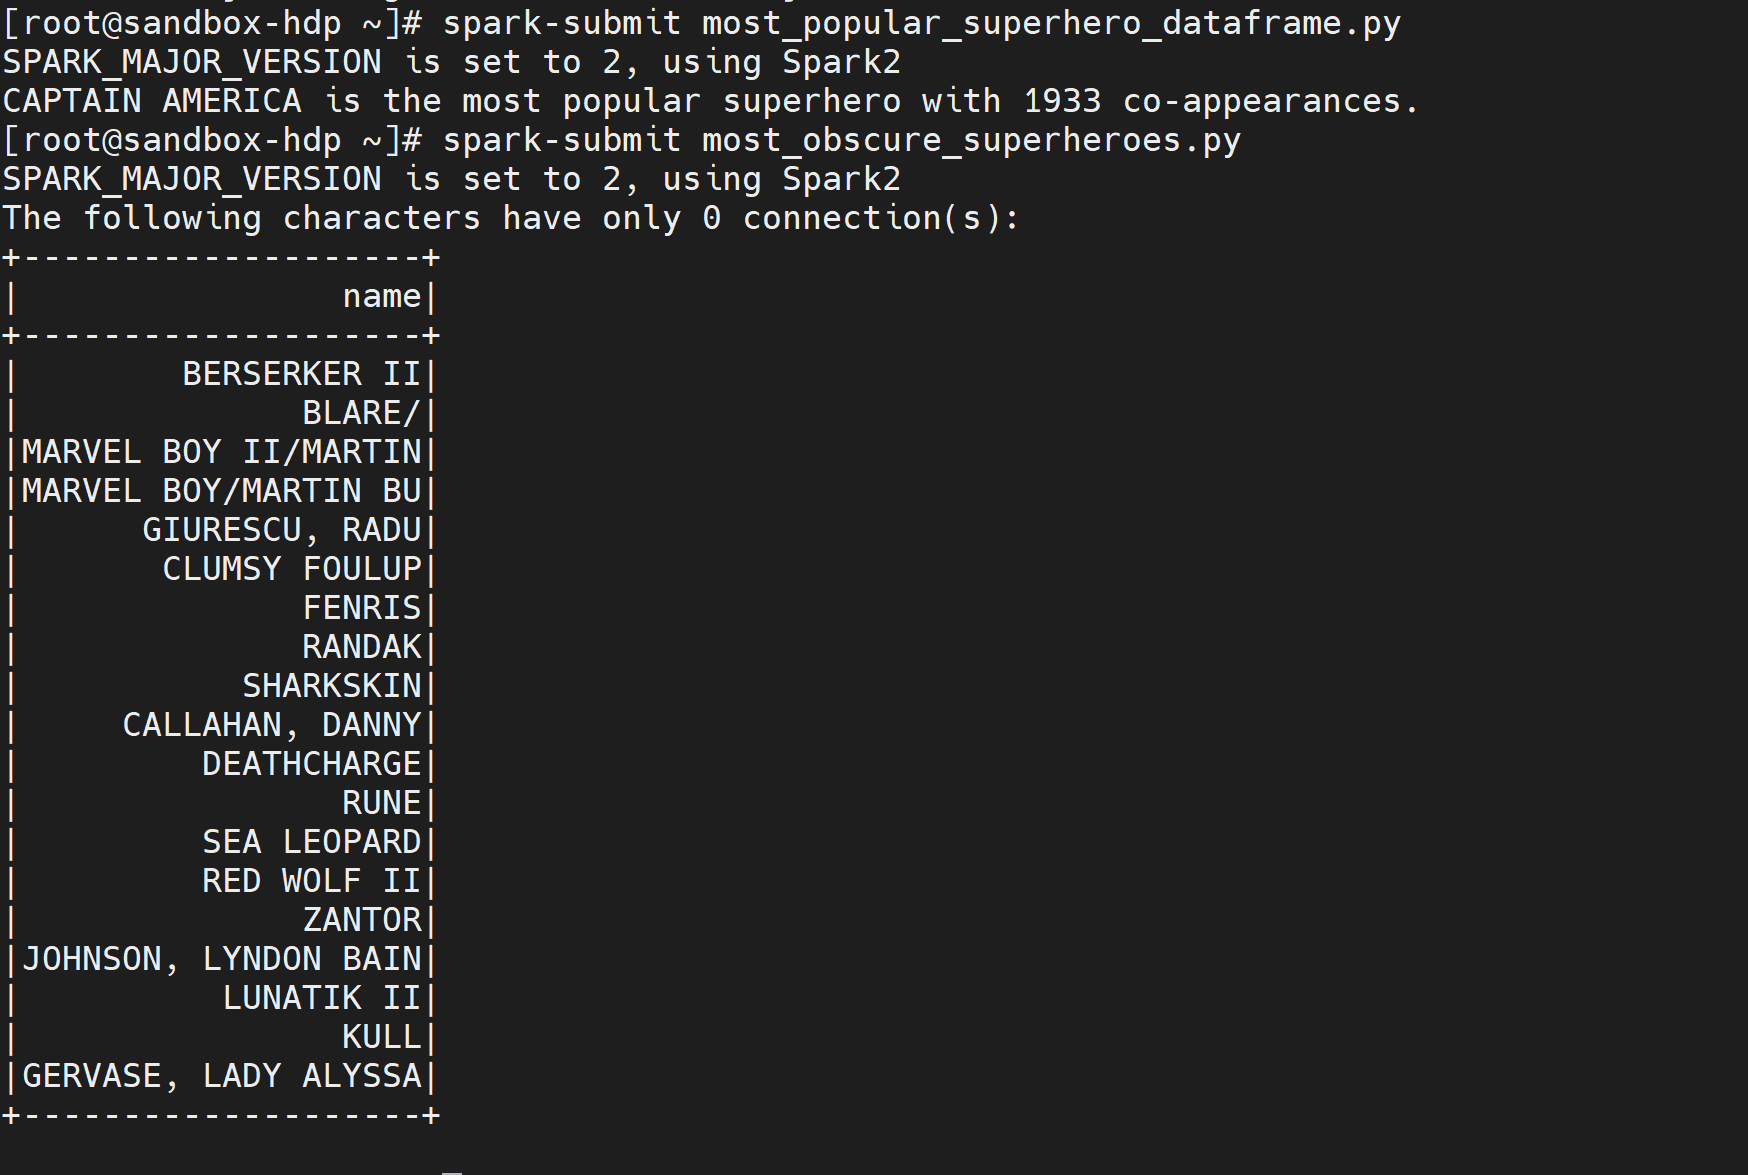 [root@sandbox-hdp ~]# spark-submit most_popular_superhero_dataframe.py
SPARK_MAJOR_VERSION is set to 2, using Spark2
CAPTAIN AMERICA is the most popular superhero with 1933 co-appearances.
[root@sandbox-hdp ~]# spark-submit most_obscure_superheroes.py
SPARK_MAJOR_VERSION is set to 2, using Spark2
The following characters have only 0 connection(s):
+--------------------+
|                name|
+--------------------+
|        BERSERKER II|
|              BLARE/|
|MARVEL BOY II/MARTIN|
|MARVEL BOY/MARTIN BU|
|      GIURESCU, RADU|
|       CLUMSY FOULUP|
|              FENRIS|
|              RANDAK|
|           SHARKSKIN|
|     CALLAHAN, DANNY|
|         DEATHCHARGE|
|                RUNE|
|         SEA LEOPARD|
|         RED WOLF II|
|              ZANTOR|
|JOHNSON, LYNDON BAIN|
|          LUNATIK II|
|                KULL|
|GERVASE, LADY ALYSSA|
+--------------------+